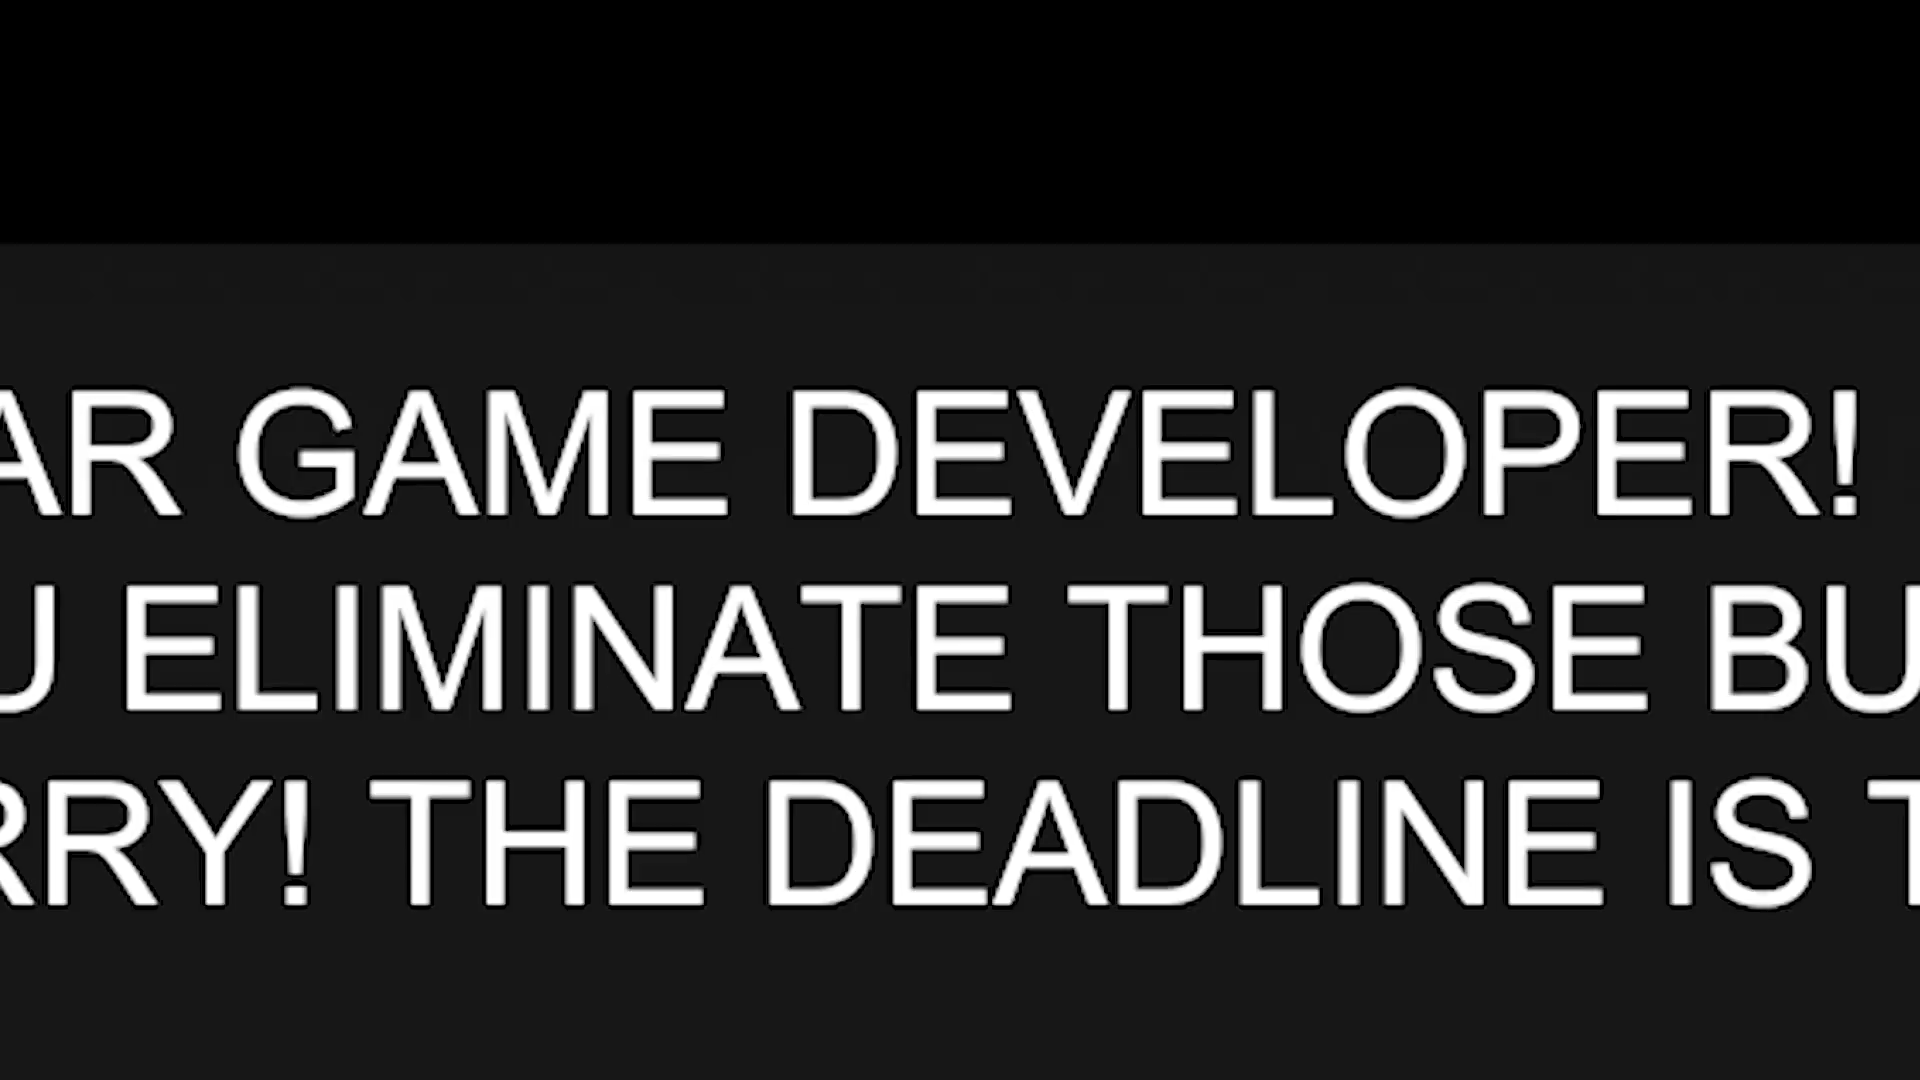 AR GAME DEVELOPER!
U ELIMINATE THOSE BU
RRY! THE DEADLINE IS T